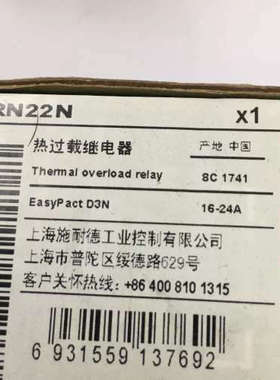 RN22N x1
热过载继电器 产地 中国
Thermal overload relay 8C 1741
EasyPact D3N 16-24A
上海施耐德工业控制有限公司
上海市普陀区绥德路629号
客户关怀热线：+86 400 810 1315
6 931559 137692